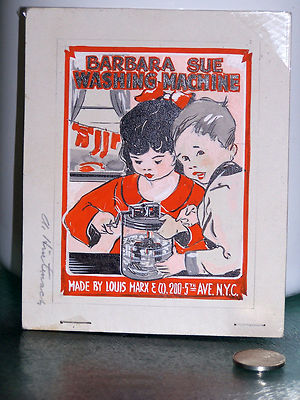 BARBARA SUE
WASHING MACHINE
MADE BY LOUIS MARX & CO. 200-5TH AVE. N.Y.C.